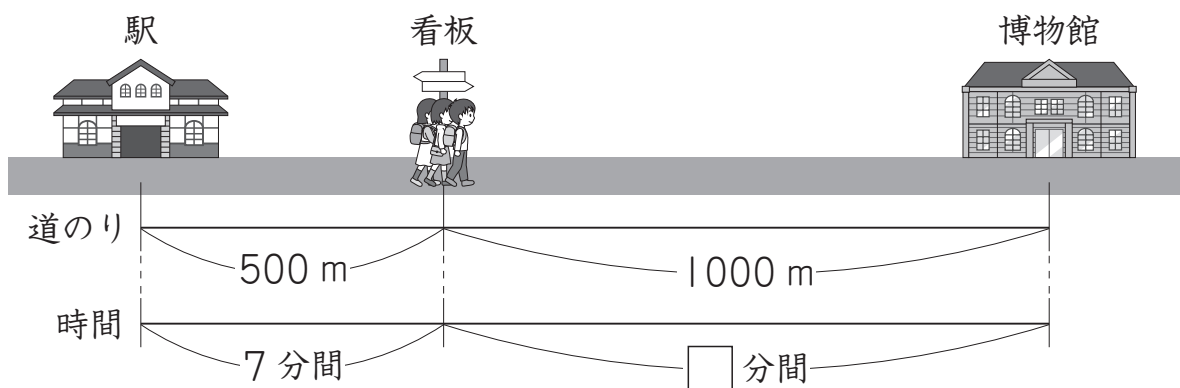 駅 看板 博物館
道のり
500 m 1000 m
時間
7 分間 □ 分間